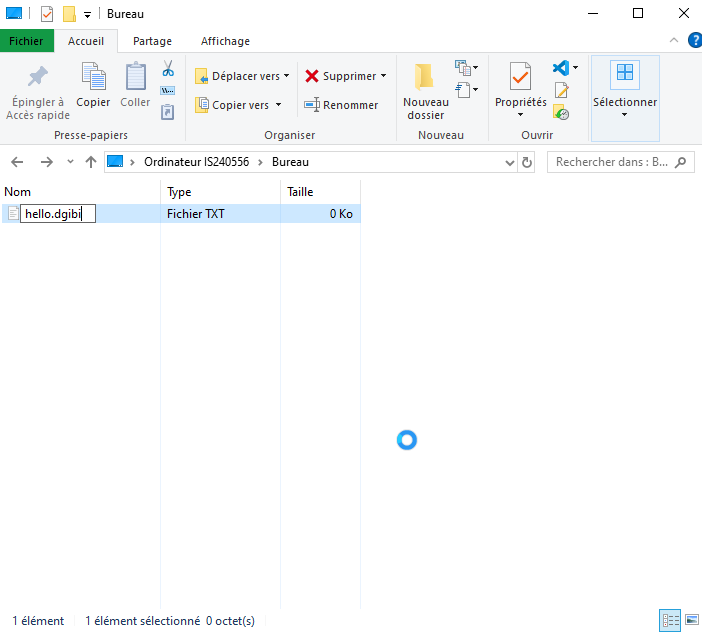 Bureau
Fichier Accueil Partage Affichage ?
Épingler à Accès rapide
Copier
Coller
Presse-papiers
Déplacer vers
Copier vers
Supprimer
Renommer
Organiser
Nouveau dossier
Nouveau
Propriétés
Ouvrir
Sélectionner
Ordinateur IS240556 > Bureau
Rechercher dans : B...
Nom Type Taille
hello.dgibi Fichier TXT 0 Ko
1 élément 1 élément sélectionné 0 octet(s)